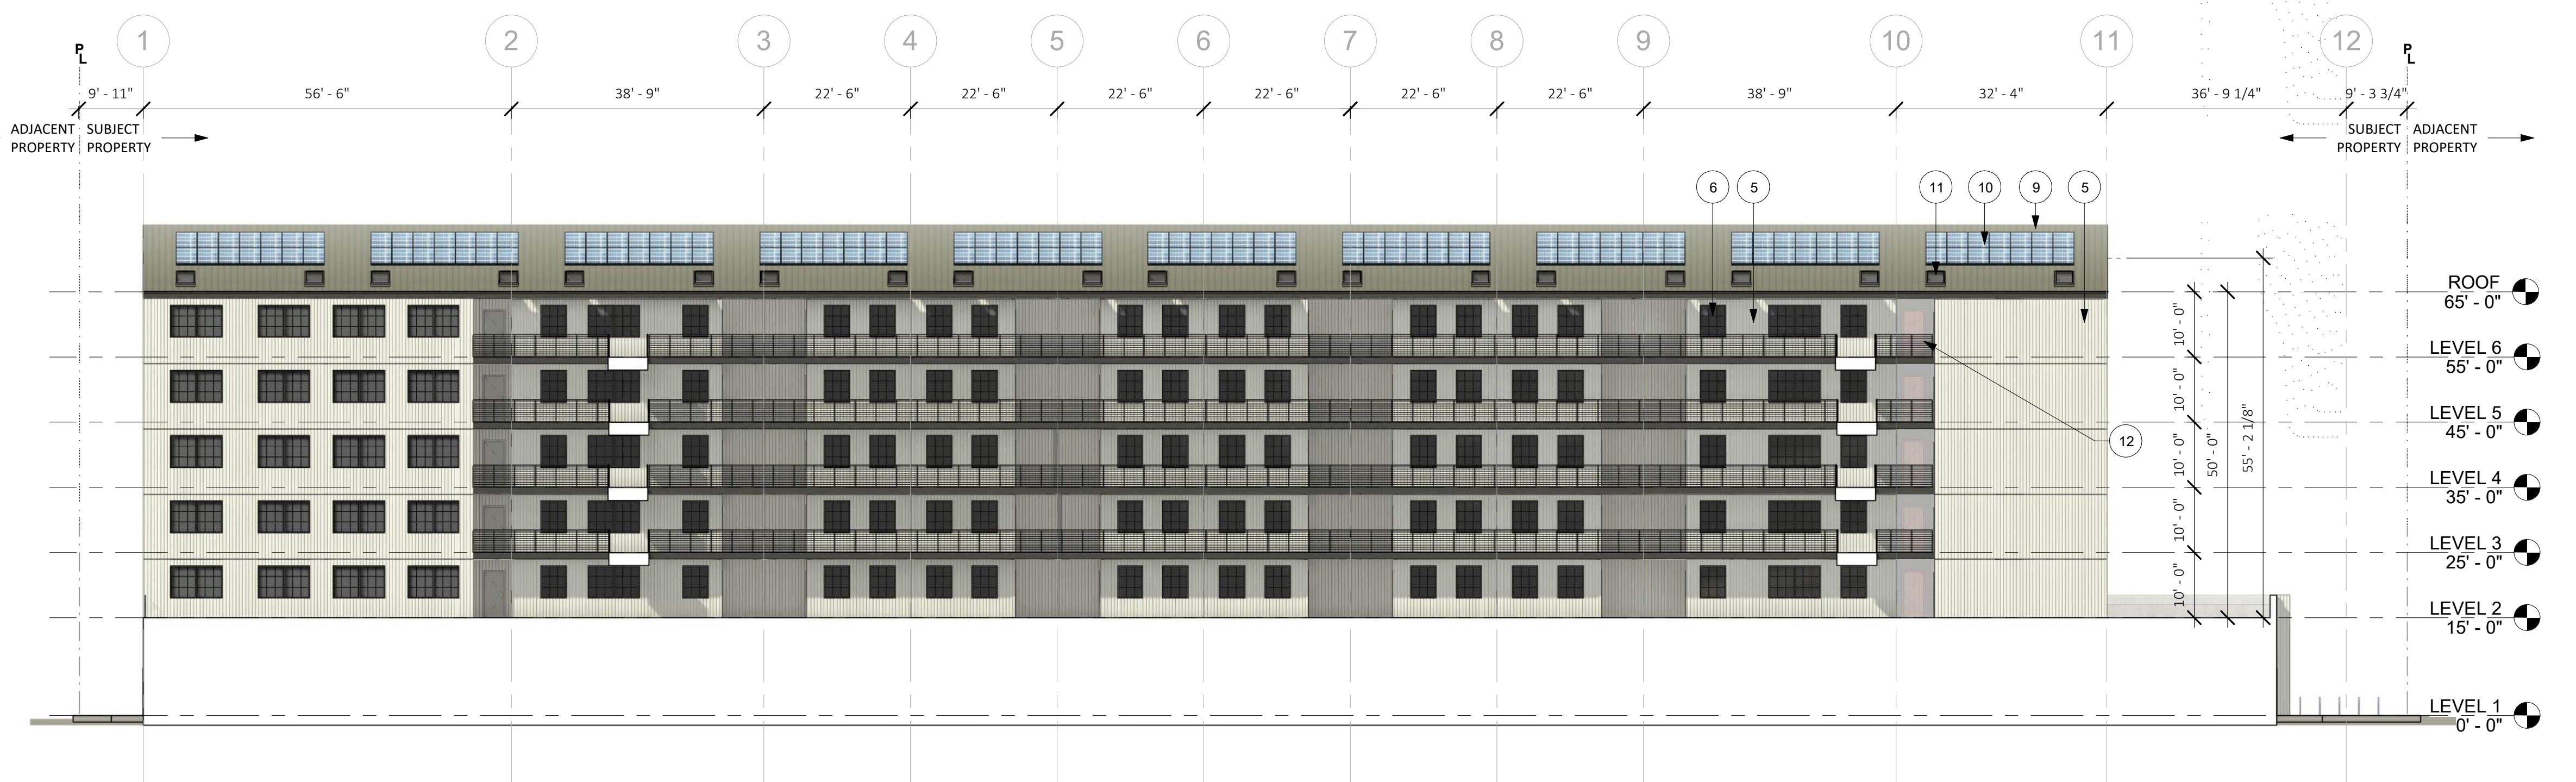 1 2 3 4 5 6 7 8 9 10 11 12
PL PL
9' - 11" 56' - 6" 38' - 9" 22' - 6" 22' - 6" 22' - 6" 22' - 6" 22' - 6" 22' - 6" 38' - 9" 32' - 4" 36' - 9 1/4" 9' - 3 3/4"
ADJACENT SUBJECT SUBJECT ADJACENT
PROPERTY PROPERTY PROPERTY PROPERTY
6 5 11 10 9 5
ROOF
65' - 0"
10' - 0"
LEVEL 6
55' - 0"
10' - 0"
LEVEL 5
45' - 0"
12
10' - 0"
50' - 0"
55' - 2 1/8"
LEVEL 4
35' - 0"
10' - 0"
LEVEL 3
25' - 0"
10' - 0"
LEVEL 2
15' - 0"
LEVEL 1
0' - 0"